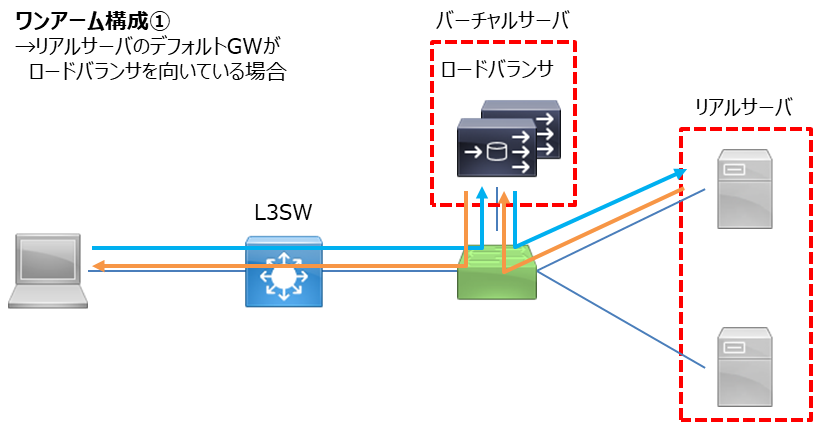 ワンアーム構成①
→リアルサーバのデフォルトGWが
ロードバランサを向いている場合
バーチャルサーバ
ロードバランサ
リアルサーバ
L3SW